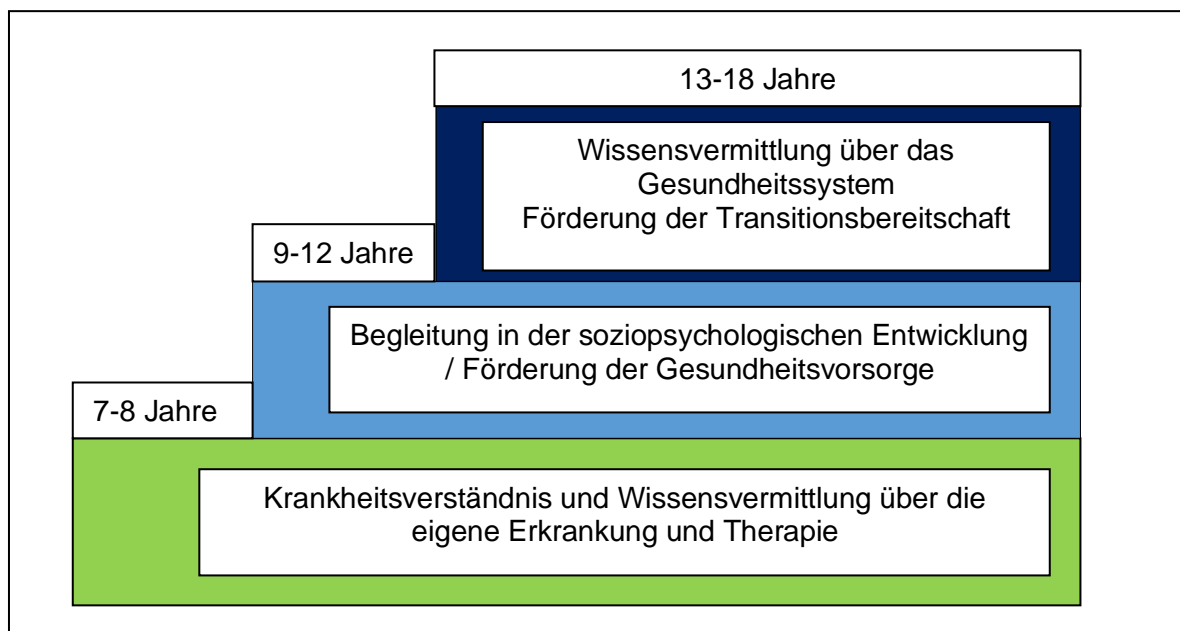 13-18 Jahre
Wissensvermittlung über das
Gesundheitssystem
Förderung der Transitionsbereitschaft
9-12 Jahre
Begleitung in der soziopsychologischen Entwicklung
/ Förderung der Gesundheitsvorsorge
7-8 Jahre
Krankheitsverständnis und Wissensvermittlung über die
eigene Erkrankung und Therapie